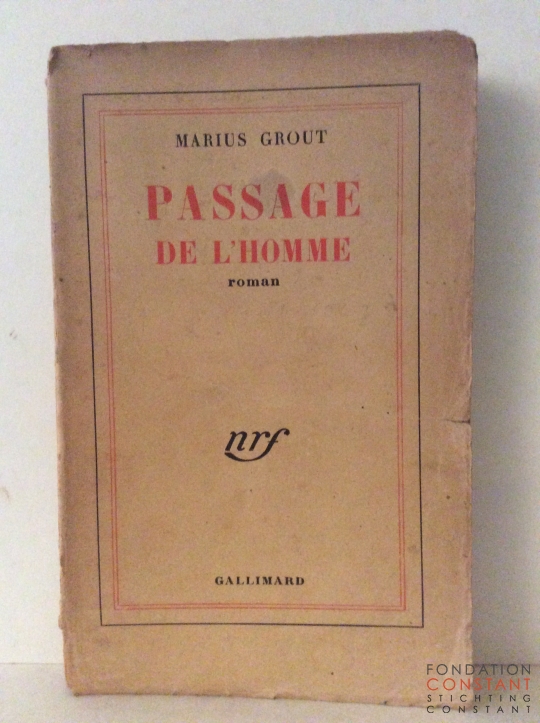 MARIUS GROUT
PASSAGE
DE L'HOMME
roman
nrf
GALLIMARD
FONDATION
CONSTANT
STICHTING
CONSTANT